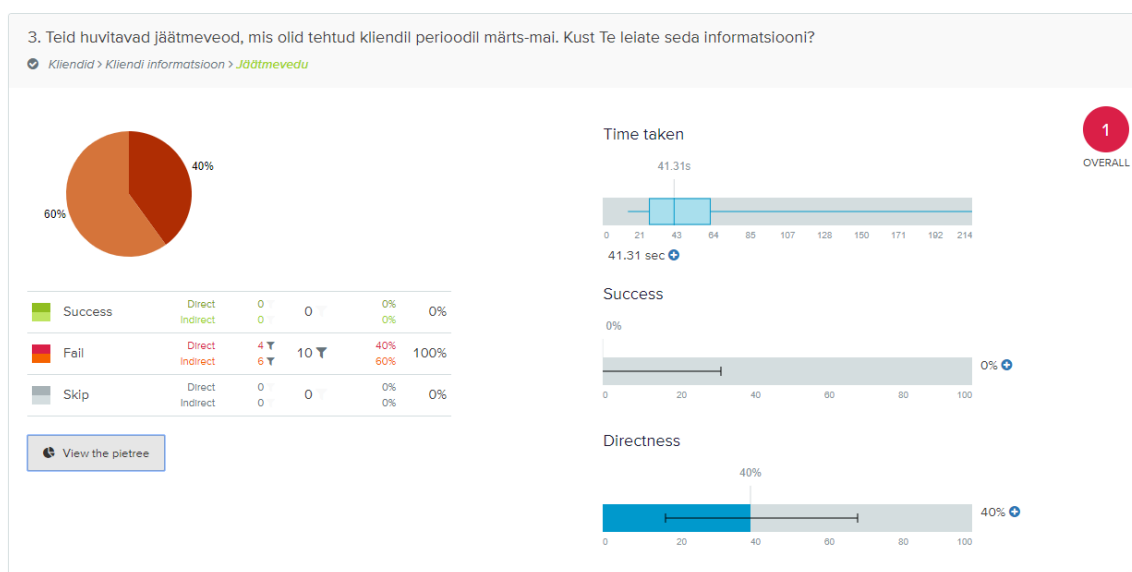 3. Teid huvitavad jäätmeveod, mis olid tehtud kliendil perioodil märts-mai. Kust Te leiate seda informatsiooni?
Kliendid > Kliendi informatsioon > Jäätmevedu
40%
60%
Success Direct 0 0 0% 0%
Indirect 0 0%
Fail Direct 4 10 40% 100%
Indirect 6 60%
Skip Direct 0 0 0% 0%
Indirect 0 0%
View the pietree
Time taken
41.31s
0 21 43 64 85 107 128 150 171 192 214
41.31 sec
Success
0%
0%
0 20 40 60 80 100
Directness
40%
40%
0 20 40 60 80 100
1
OVERALL